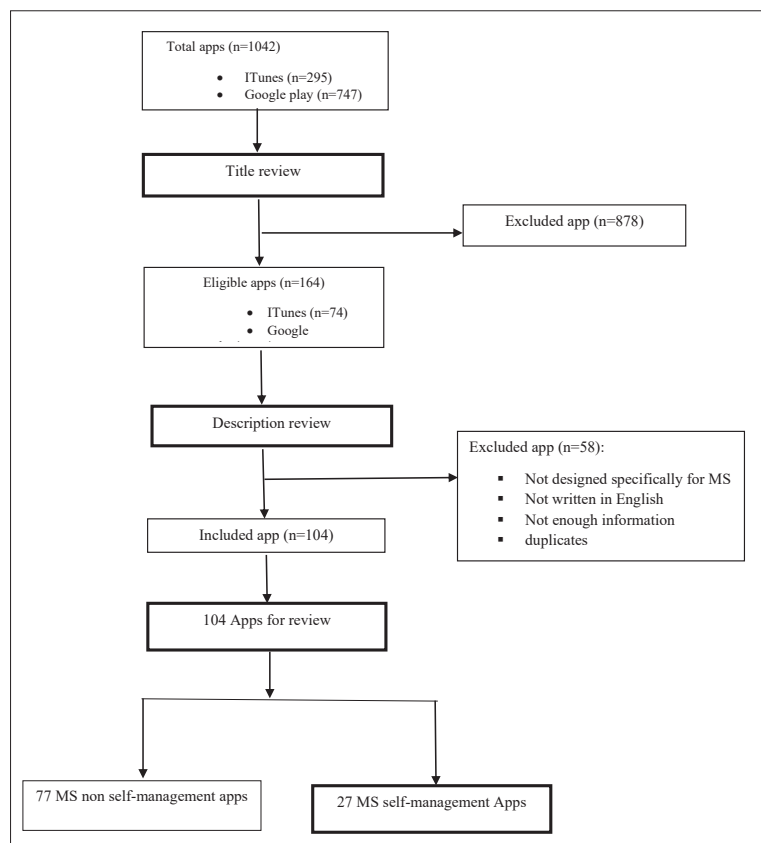 Total apps (n=1042)
• ITunes (n=295)
• Google play (n=747)
Title review
Excluded app (n=878)
Eligible apps (n=164)
• ITunes (n=74)
• Google
Description review
Excluded app (n=58):
▪ Not designed specifically for MS
▪ Not written in English
▪ Not enough information
▪ duplicates
Included app (n=104)
104 Apps for review
77 MS non self-management apps
27 MS self-management Apps